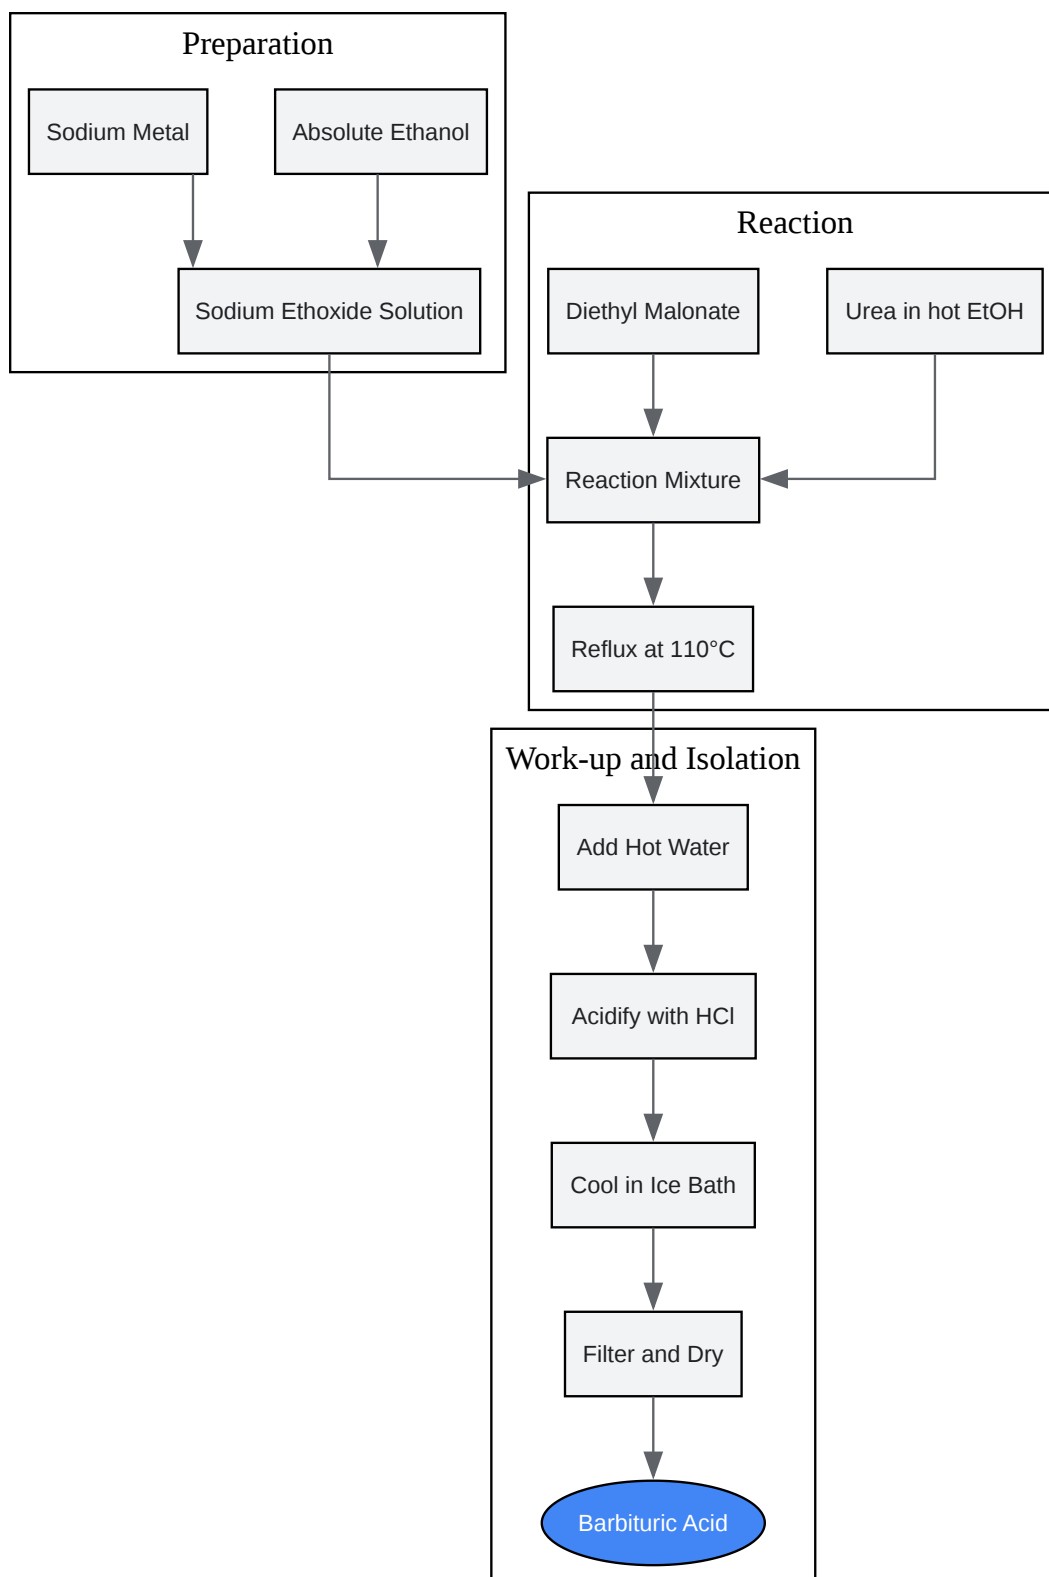 Preparation
Sodium Metal
Absolute Ethanol
Sodium Ethoxide Solution
Reaction
Diethyl Malonate
Urea in hot EtOH
Reaction Mixture
Reflux at 110°C
Work-up and Isolation
Add Hot Water
Acidify with HCl
Cool in Ice Bath
Filter and Dry
Barbituric Acid